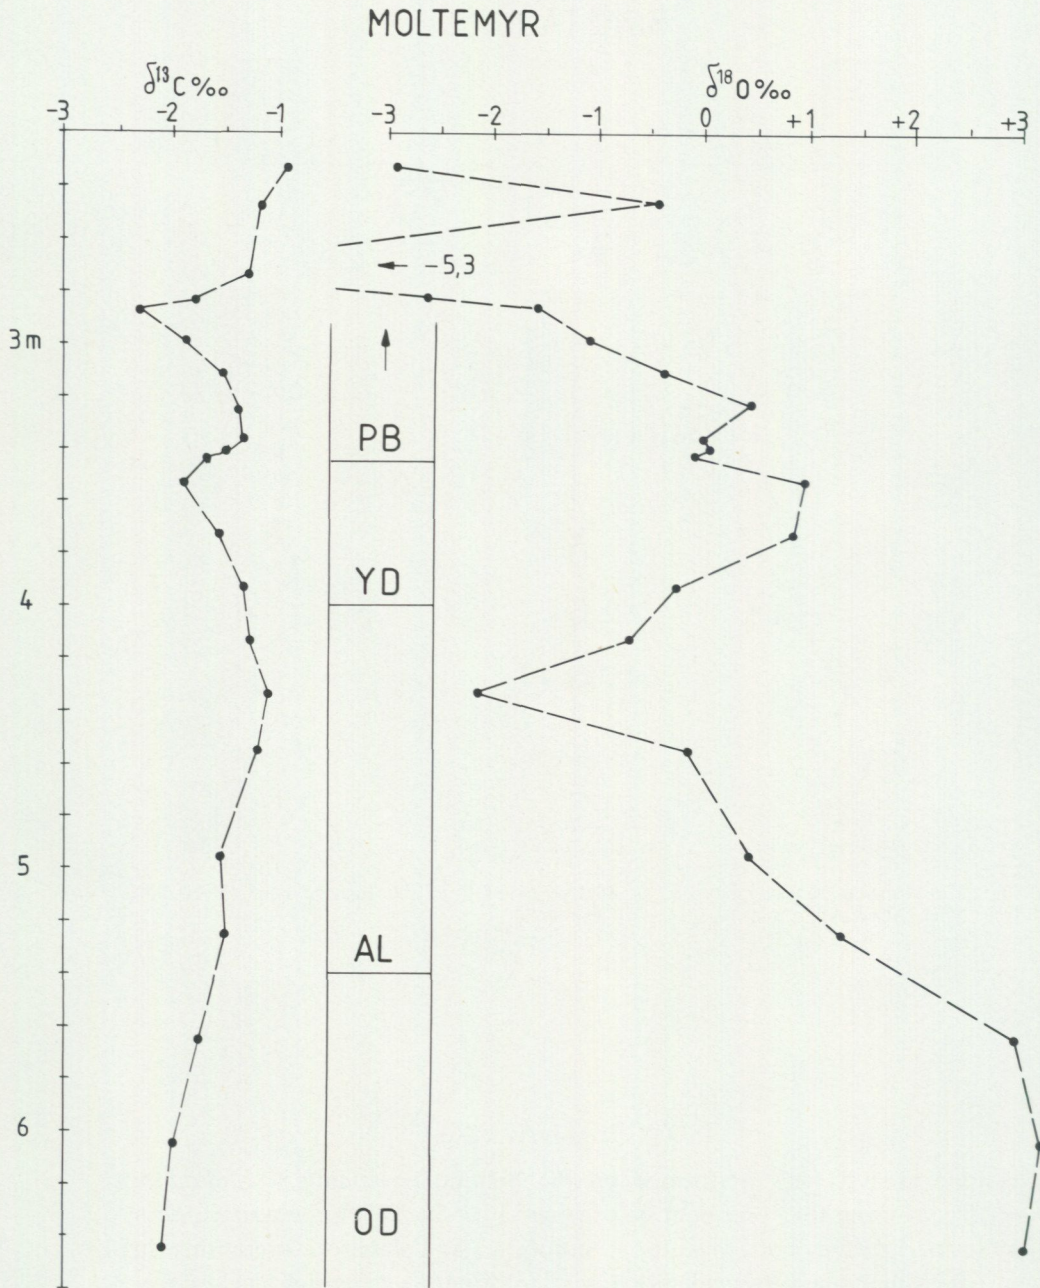 MOLTEMYR
δ¹³C‰
δ¹⁸O‰
-3 -2 -1
-3 -2 -1 0 +1 +2 +3
-5,3
3m
PB
YD
4
5
AL
6
OD